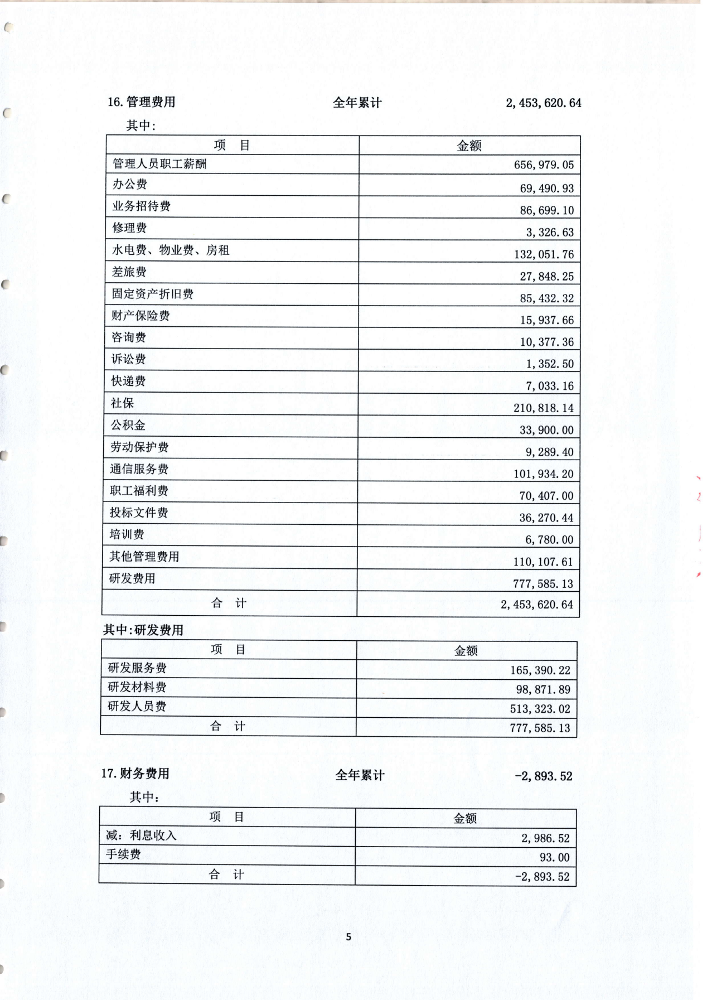 16.管理费用 全年累计 2,453,620.64
其中:
项 目 金额
管理人员职工薪酬 656,979.05
办公费 69,490.93
业务招待费 86,699.10
修理费 3,326.63
水电费、物业费、房租 132,051.76
差旅费 27,848.25
固定资产折旧费 85,432.32
财产保险费 15,937.66
咨询费 10,377.36
诉讼费 1,352.50
快递费 7,033.16
社保 210,818.14
公积金 33,900.00
劳动保护费 9,289.40
通信服务费 101,934.20
职工福利费 70,407.00
投标文件费 36,270.44
培训费 6,780.00
其他管理费用 110,107.61
研发费用 777,585.13
合 计 2,453,620.64
其中:研发费用
项 目 金额
研发服务费 165,390.22
研发材料费 98,871.89
研发人员费 513,323.02
合 计 777,585.13
17.财务费用 全年累计 -2,893.52
其中:
项 目 金额
减：利息收入 2,986.52
手续费 93.00
合 计 -2,893.52
5